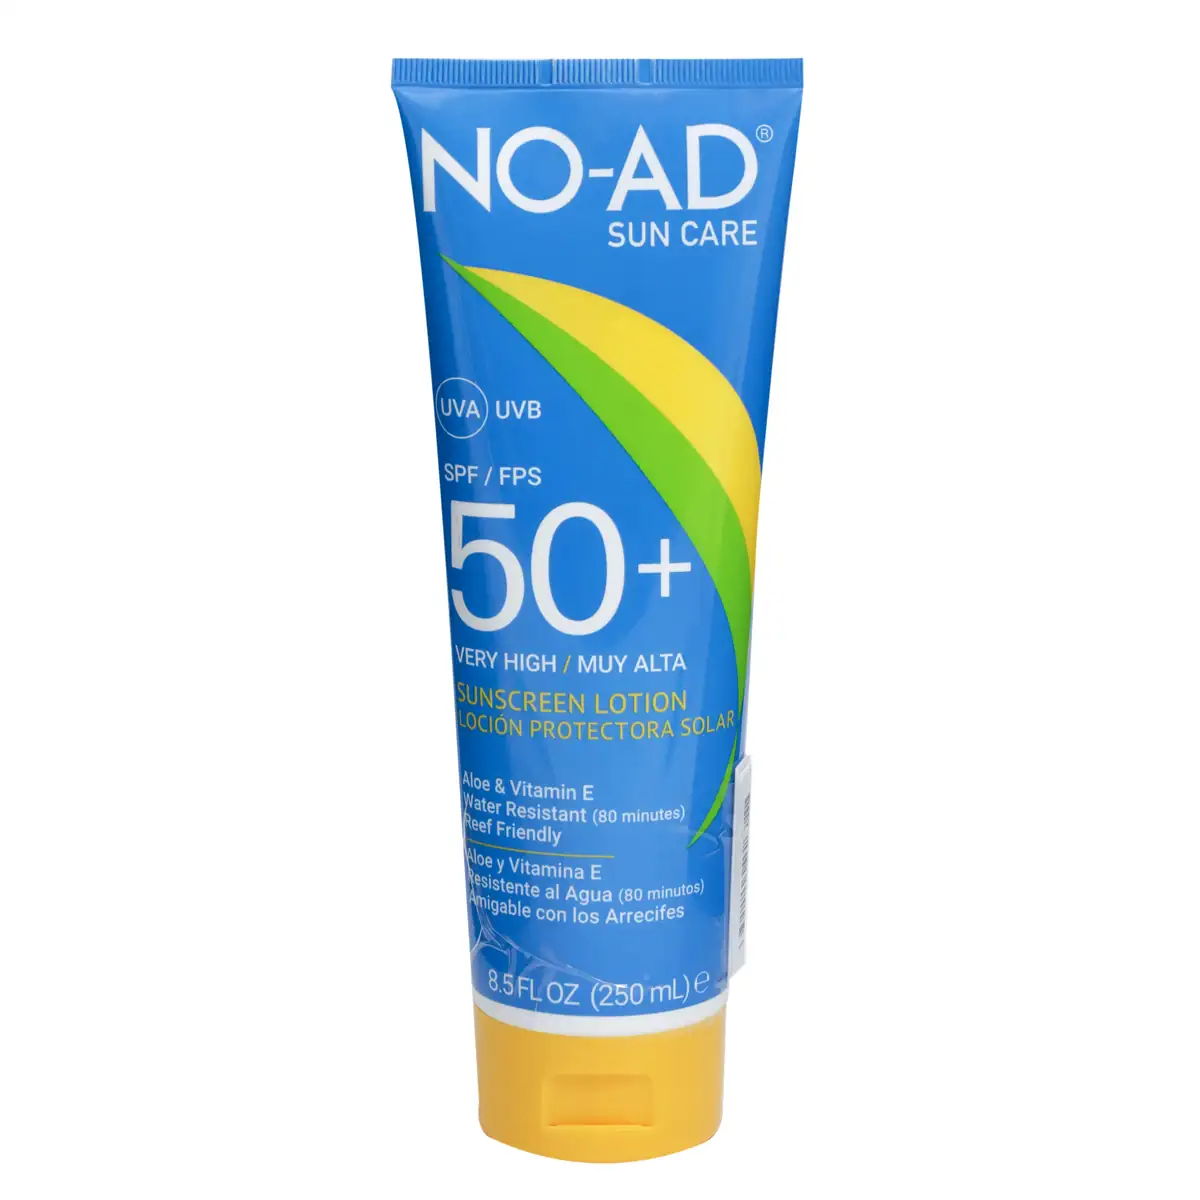 NO-AD®
SUN CARE
UVA UVB
SPF / FPS
50+
VERY HIGH / MUY ALTA
SUNSCREEN LOTION
LOCIÓN PROTECTORA SOLAR
Aloe & Vitamin E
Water Resistant (80 minutes)
Reef Friendly
Aloe y Vitamina E
Resistente al Agua (80 minutos)
Amigable con los Arrecifes
8.5 FL OZ (250 mL) ℮